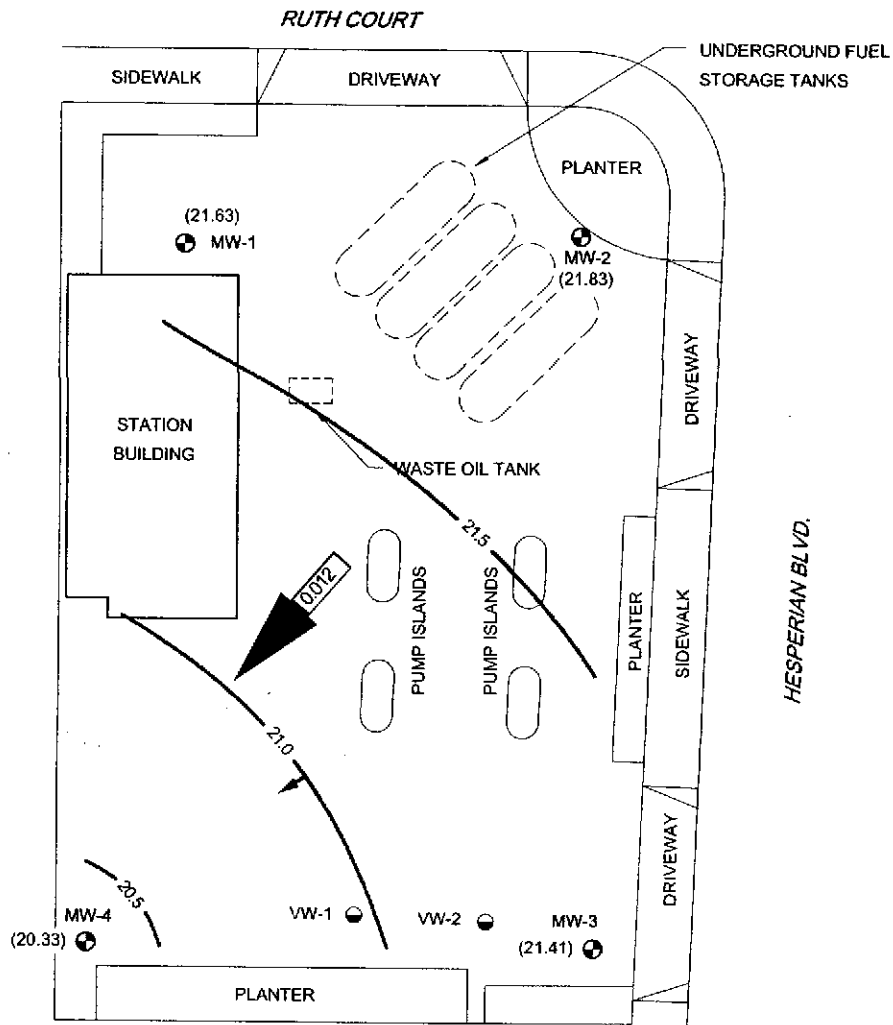 RUTH COURT
UNDERGROUND FUEL
STORAGE TANKS
SIDEWALK
DRIVEWAY
PLANTER
(21.63)
MW-1
MW-2
(21.83)
DRIVEWAY
STATION
BUILDING
WASTE OIL TANK
21.5
0.012
PUMP ISLANDS
PUMP ISLANDS
PLANTER
SIDEWALK
HESPERIAN BLVD.
21.0
DRIVEWAY
20.5
MW-4
(20.33)
VW-1
VW-2
MW-3
(21.41)
PLANTER